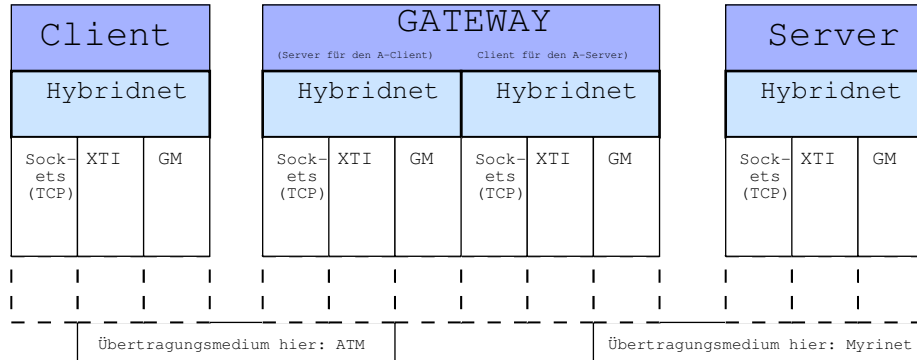 Client
GATEWAY
Server
(Server für den A-Client)
Client für den A-Server)
Hybridnet
Hybridnet
Hybridnet
Hybridnet
Sock-
ets
(TCP)
XTI
GM
Sock-
ets
(TCP)
XTI
GM
Sock-
ets
(TCP)
XTI
GM
Sock-
ets
(TCP)
XTI
GM
Übertragungsmedium hier: ATM
Übertragungsmedium hier: Myrinet